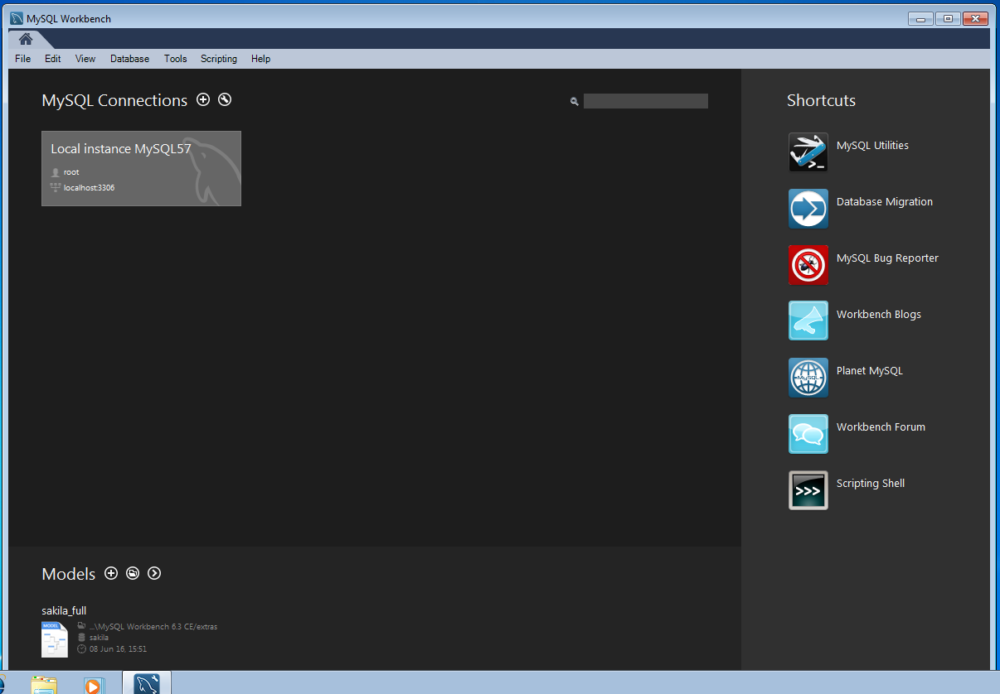 MySQL Workbench
File Edit View Database Tools Scripting Help
MySQL Connections
Local instance MySQL57
root
localhost:3306
Shortcuts
MySQL Utilities
Database Migration
MySQL Bug Reporter
Workbench Blogs
MySQL
Planet MySQL
Workbench Forum
>>>
Scripting Shell
Models
sakila_full
MODEL
...\MySQL Workbench 6.3 CE/extras
sakila
08 Jun 16, 15:51